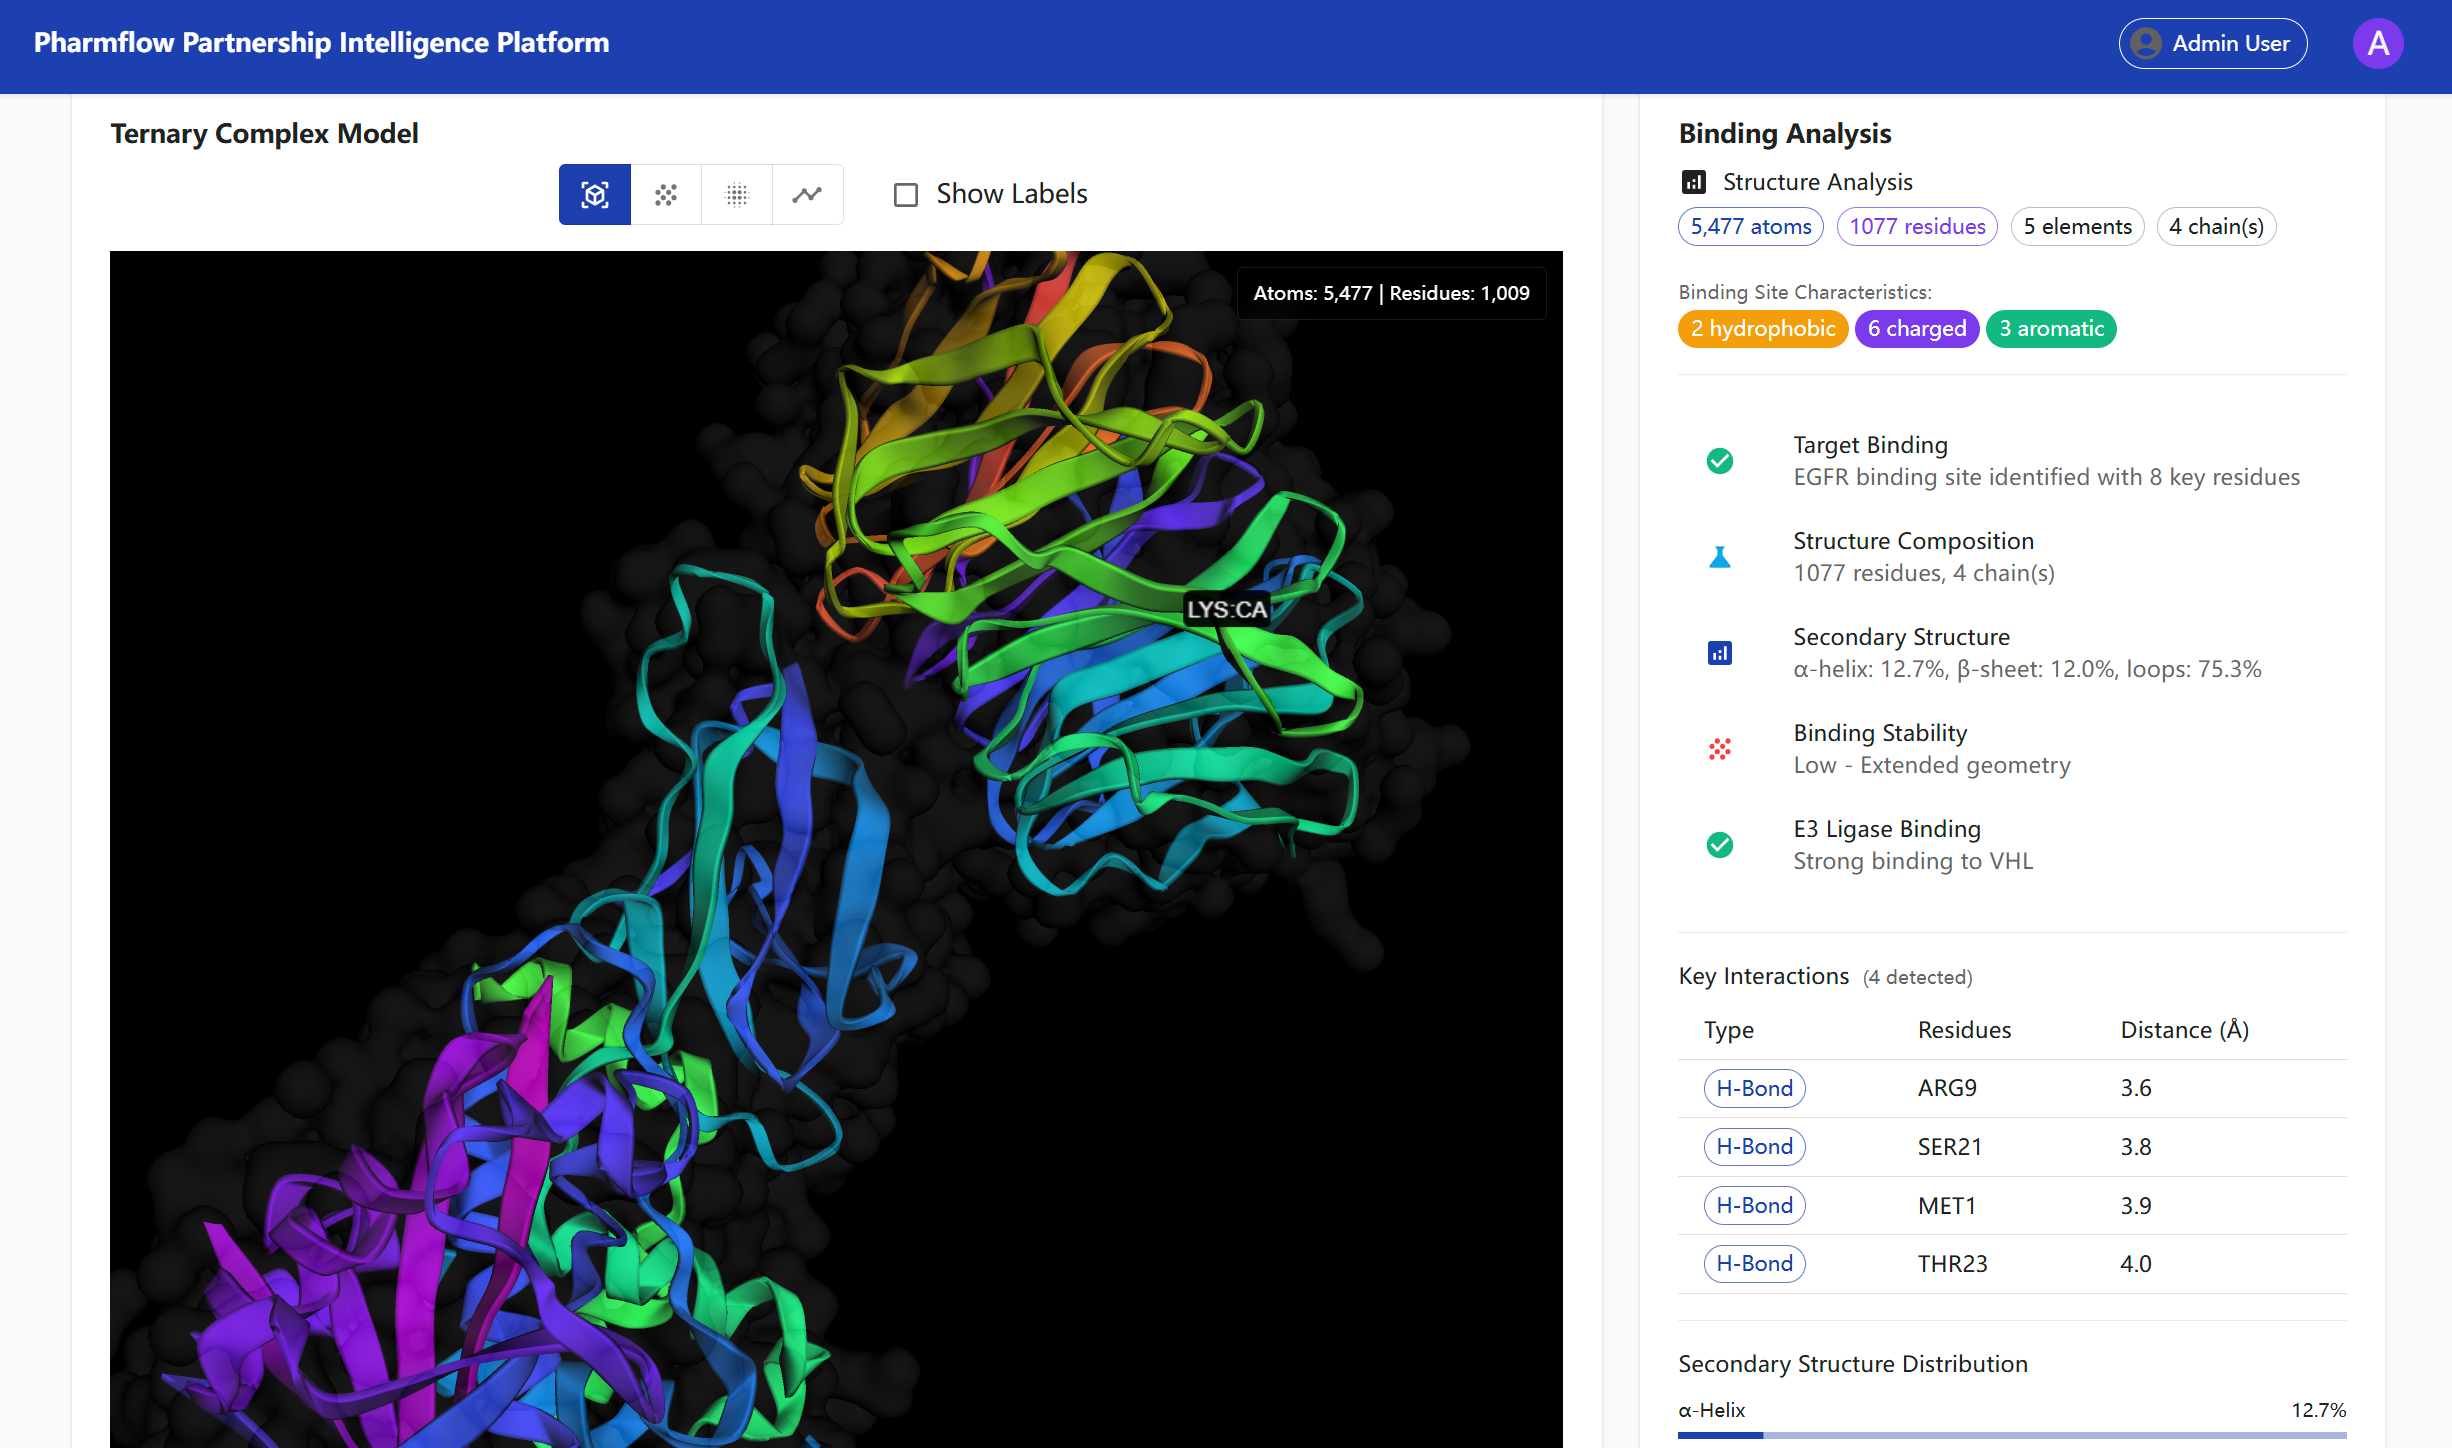 Pharmflow Partnership Intelligence Platform
Admin User
A
Ternary Complex Model
Show Labels
Atoms: 5,477 | Residues: 1,009
LYS:CA
Binding Analysis
Structure Analysis
5,477 atoms
1077 residues
5 elements
4 chain(s)
Binding Site Characteristics:
2 hydrophobic
6 charged
3 aromatic
Target Binding
EGFR binding site identified with 8 key residues
Structure Composition
1077 residues, 4 chain(s)
Secondary Structure
α-helix: 12.7%, β-sheet: 12.0%, loops: 75.3%
Binding Stability
Low - Extended geometry
E3 Ligase Binding
Strong binding to VHL
Key Interactions (4 detected)
Type Residues Distance (Å)
H-Bond ARG9 3.6
H-Bond SER21 3.8
H-Bond MET1 3.9
H-Bond THR23 4.0
Secondary Structure Distribution
α-Helix 12.7%